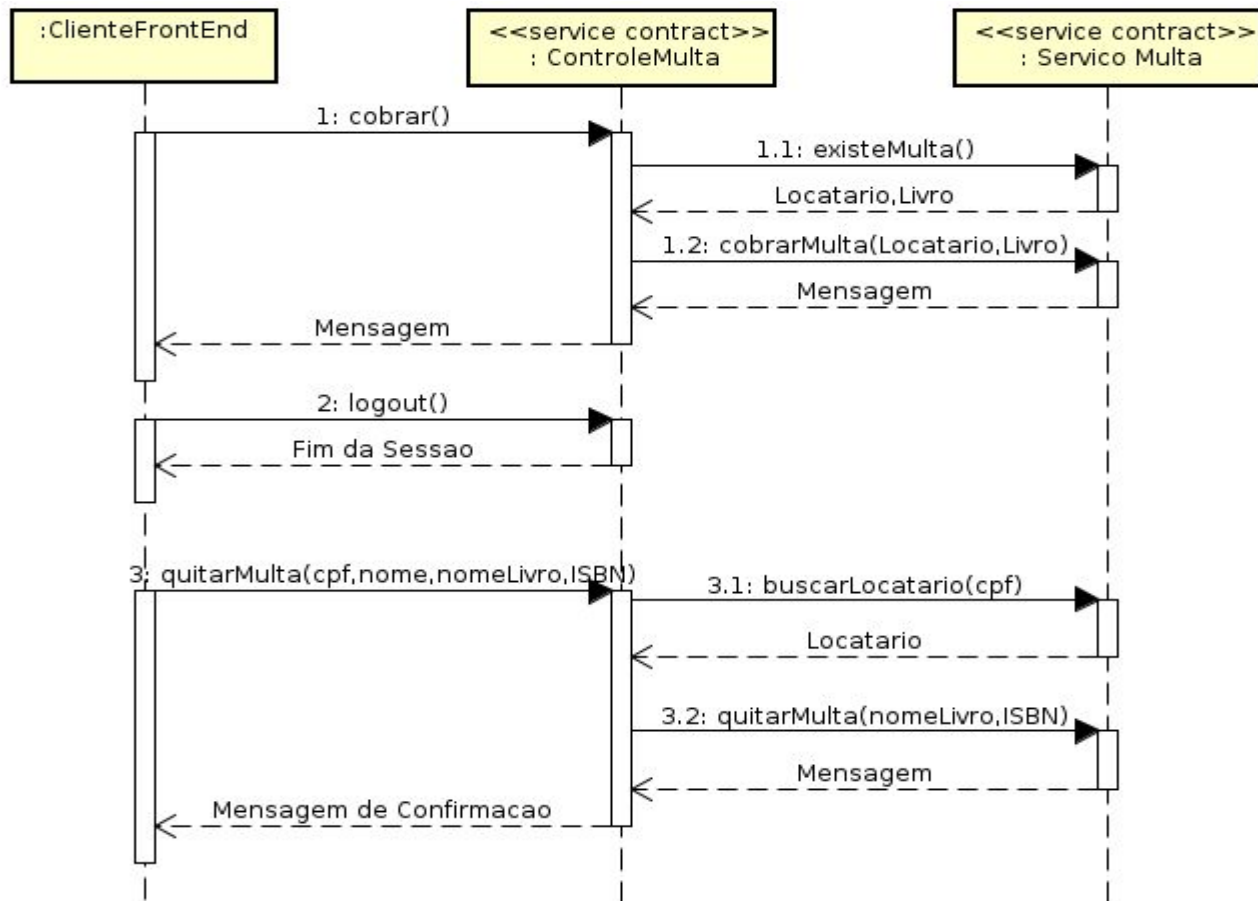 :ClienteFrontEnd
<<service contract>>
: ControleMulta
<<service contract>>
: Servico Multa
1: cobrar()
1.1: existeMulta()
Locatario,Livro
1.2: cobrarMulta(Locatario,Livro)
Mensagem
Mensagem
2: logout()
Fim da Sessao
3: quitarMulta(cpf,nome,nomeLivro,ISBN)
3.1: buscarLocatario(cpf)
Locatario
3.2: quitarMulta(nomeLivro,ISBN)
Mensagem
Mensagem de Confirmacao